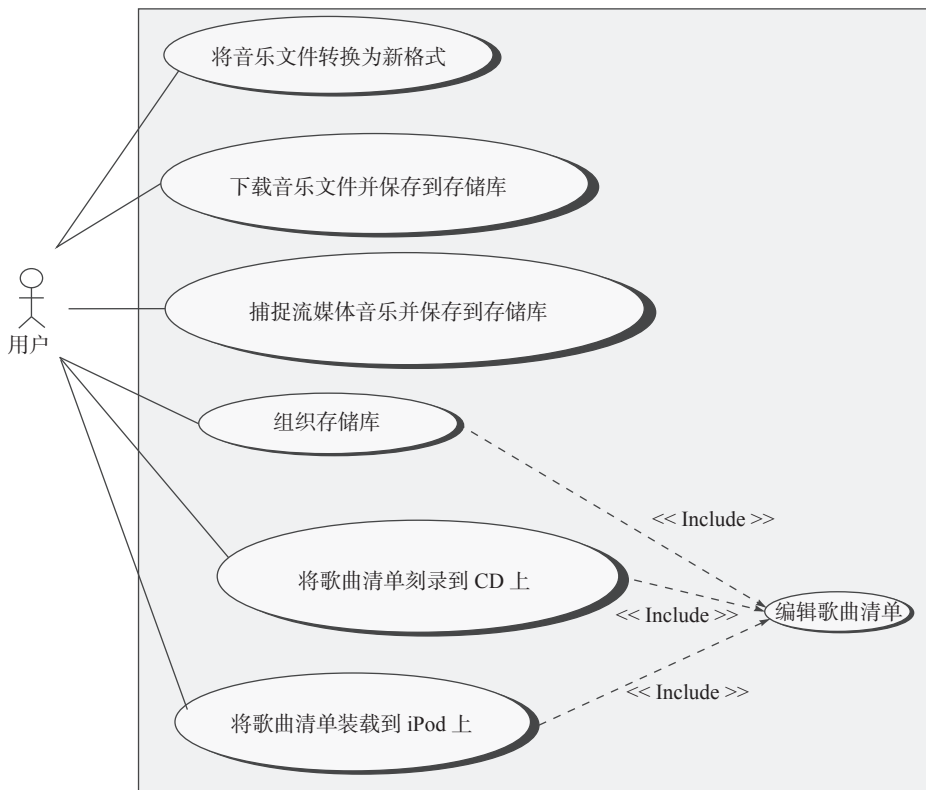 将音乐文件转换为新格式
下载音乐文件并保存到存储库
捕捉流媒体音乐并保存到存储库
用户
组织存储库
<< Include >>
将歌曲清单刻录到 CD 上
<< Include >>
编辑歌曲清单
<< Include >>
将歌曲清单装载到 iPod 上